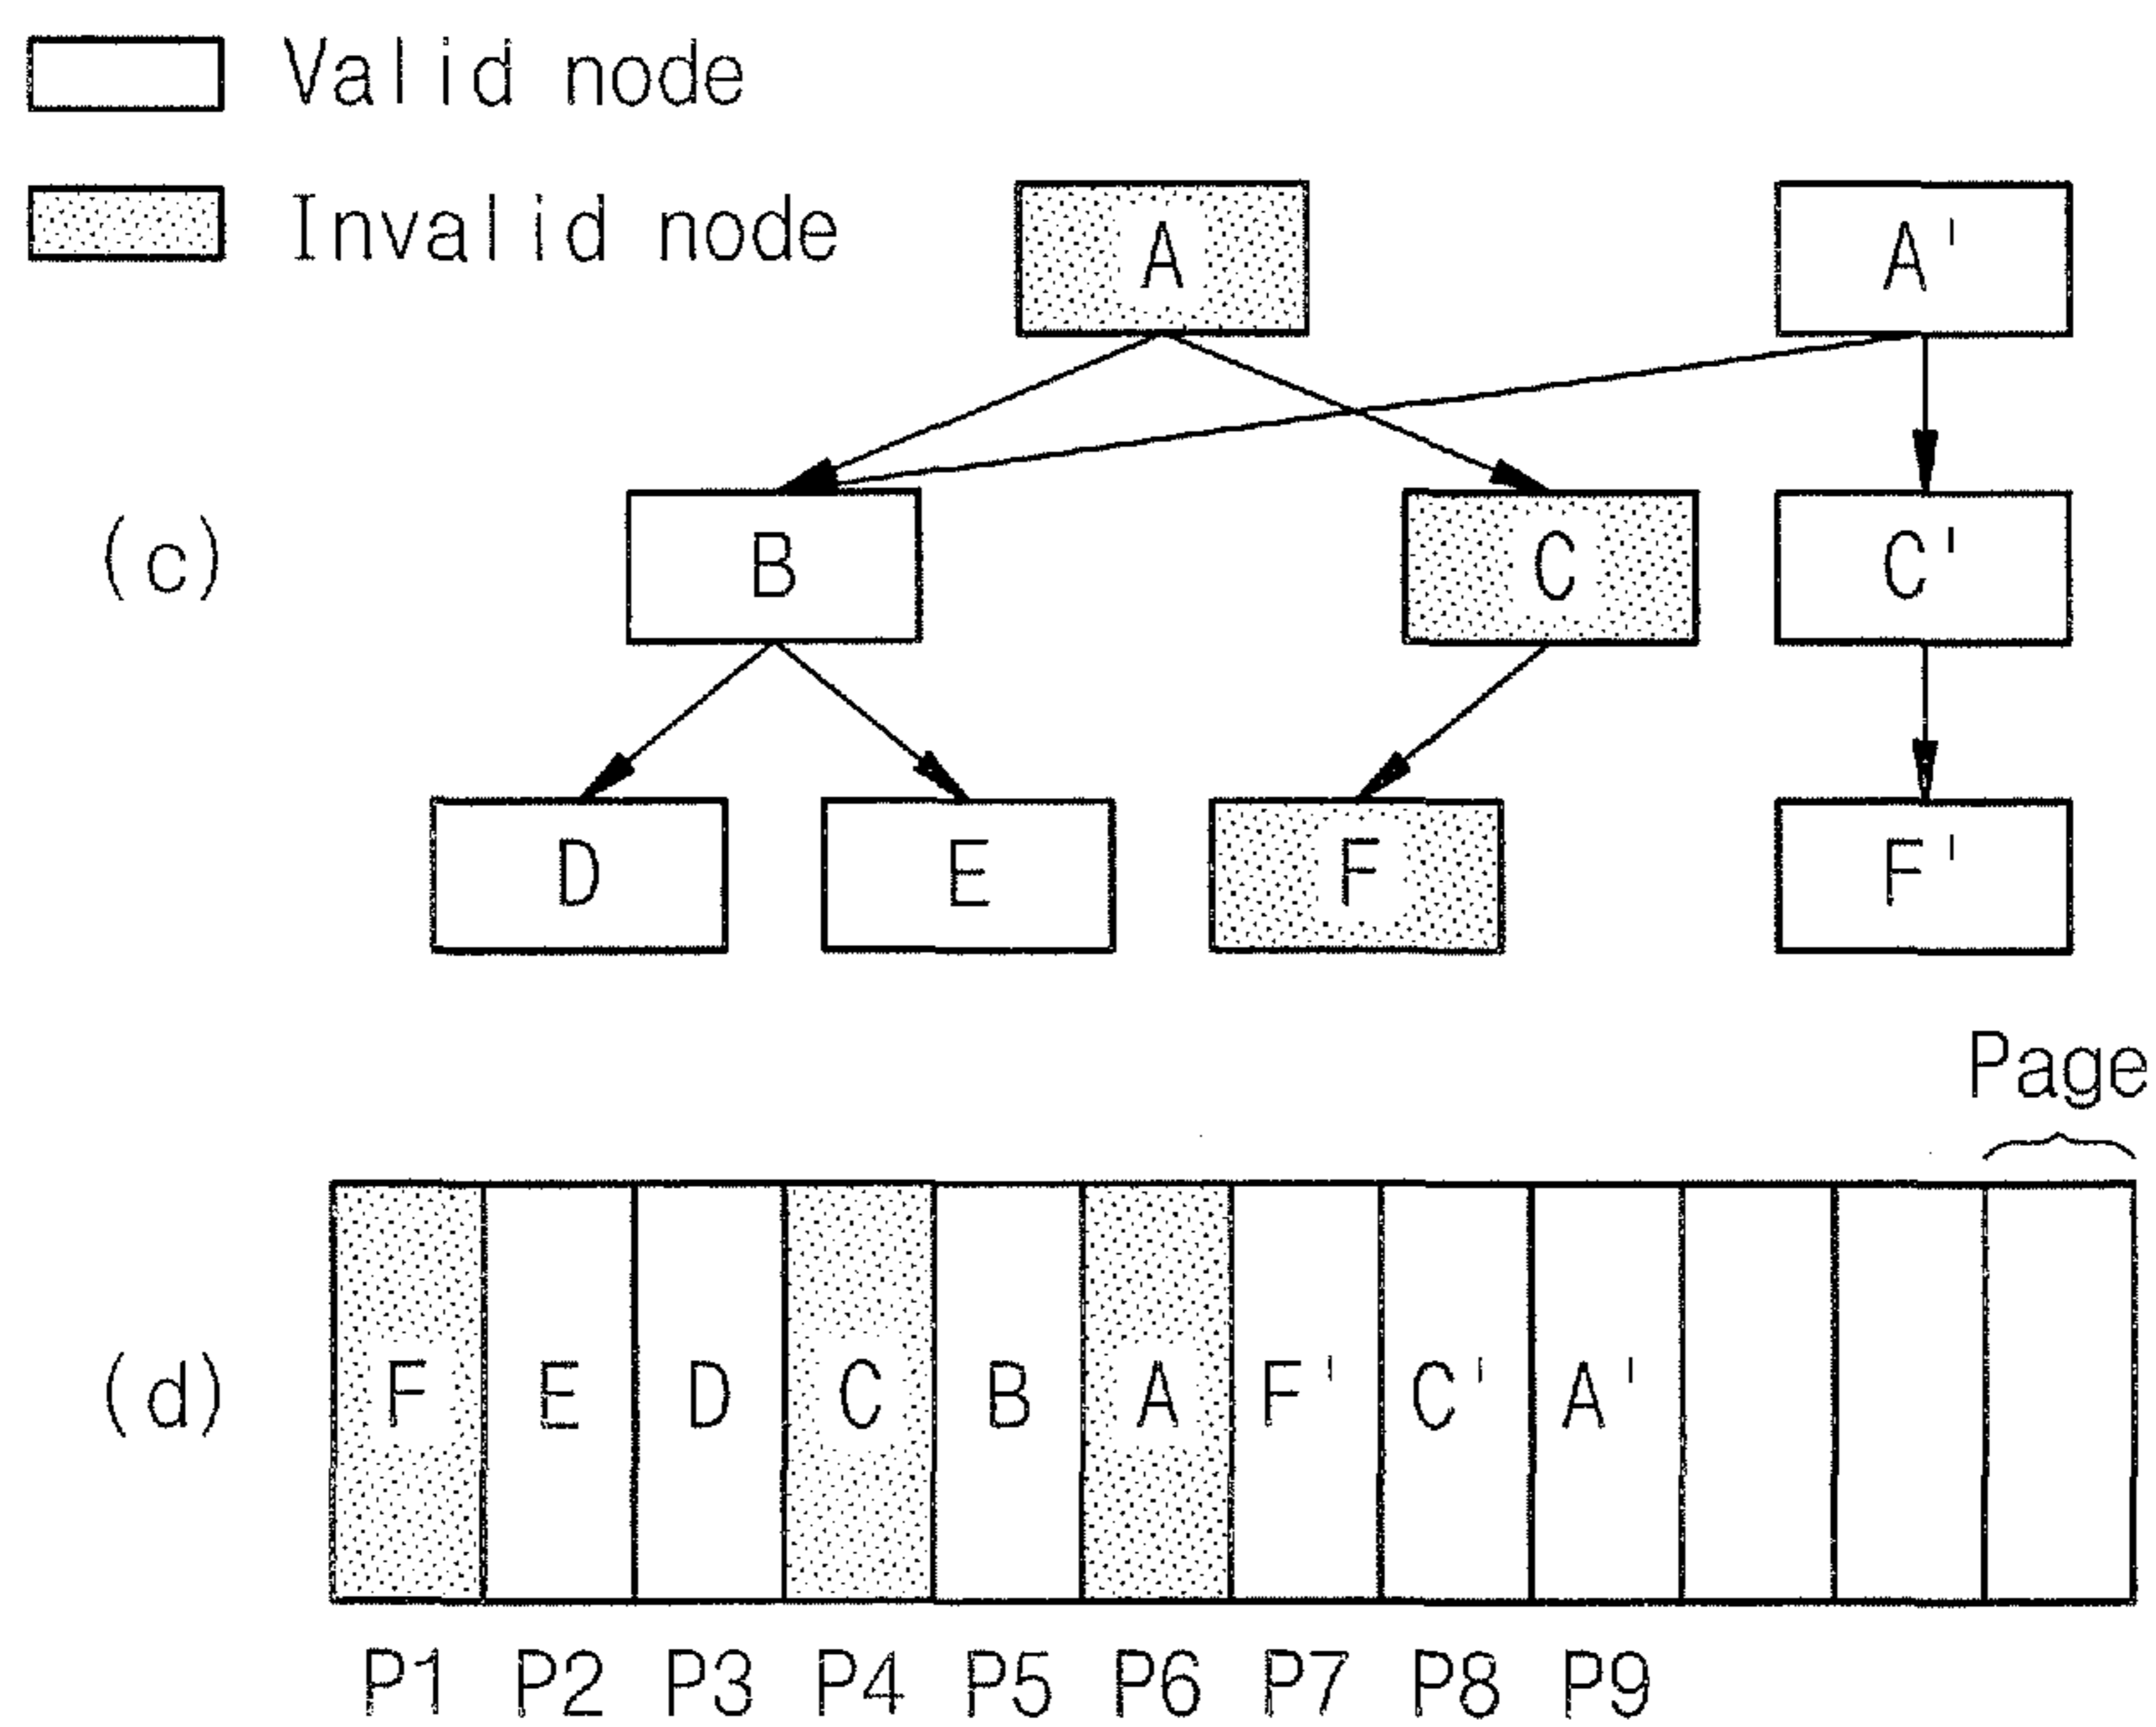 Valid node
Invalid node
A A'
(c) B C C'
D E F F'
Page
(d) F E D C B A F' C' A'
P1 P2 P3 P4 P5 P6 P7 P8 P9